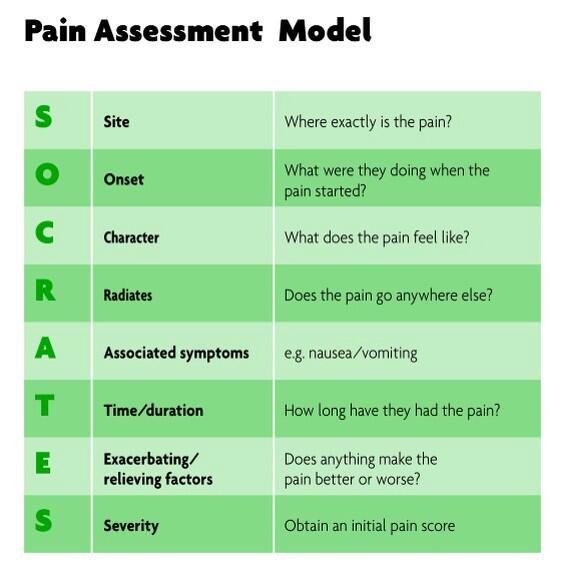 Pain Assessment Model
S Site Where exactly is the pain?
O Onset What were they doing when the
pain started?
C Character What does the pain feel like?
R Radiates Does the pain go anywhere else?
A Associated symptoms e.g. nausea/vomiting
T Time/duration How long have they had the pain?
E Exacerbating/ Does anything make the
relieving factors pain better or worse?
S Severity Obtain an initial pain score